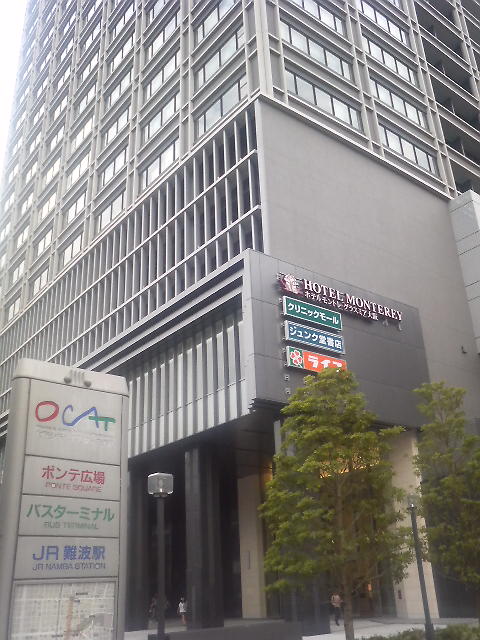 HOTEL MONTEREY
ホテルモントレ グラスミア大阪
クリニックモール
ジュンク堂書店
ライフ
OCAT
ポンテ広場
PONTE SQUARE
バスターミナル
BUS TERMINAL
JR 難波駅
JR NAMBA STATION